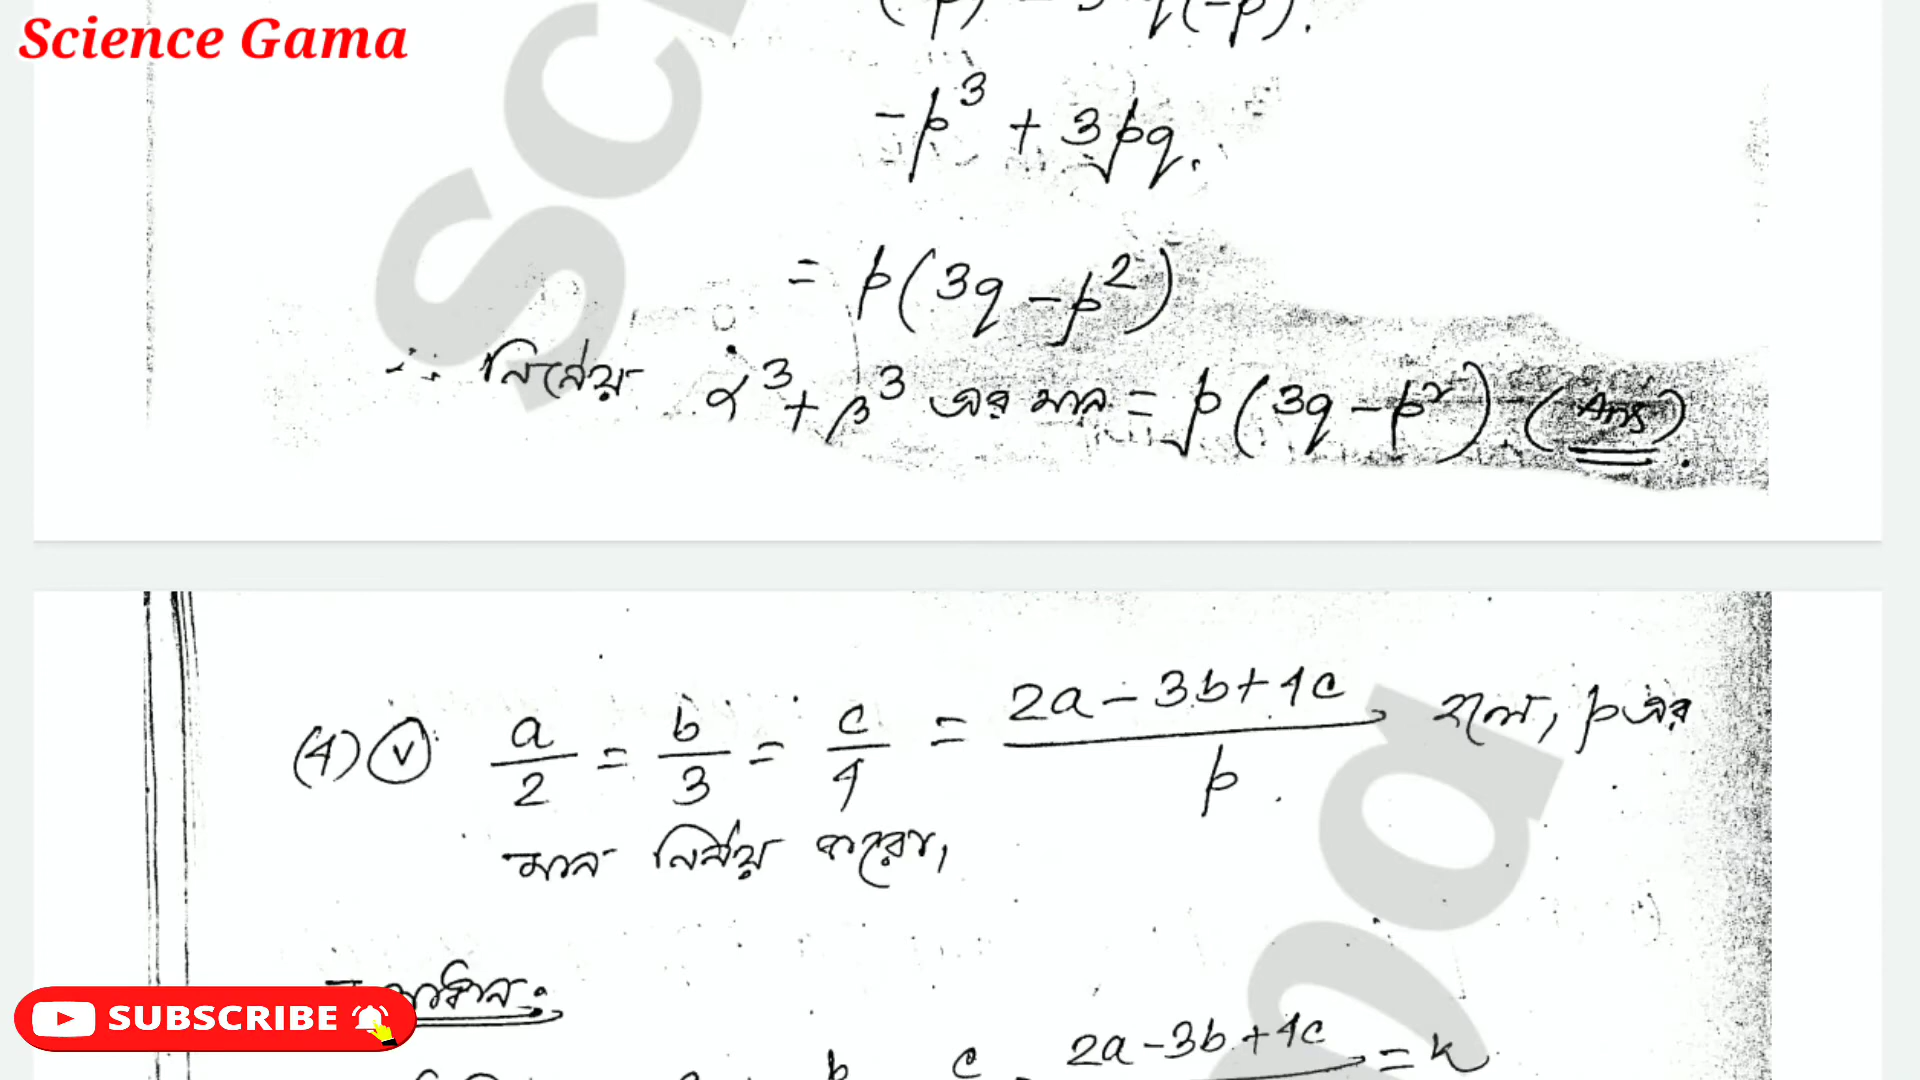 Science Gama
-p³ + 3pq.
= p(3q - p²)
∴ নির্ণেয় α³ + β³ এর মান = p(3q - p²). (Ans).
(4) (v) a/2 = b/3 = c/4 = (2a - 3b + 4c)/p হলে, p এর
মান নির্ণয় করো,
সমাধান:
SUBSCRIBE
2a - 3b + 4c = k